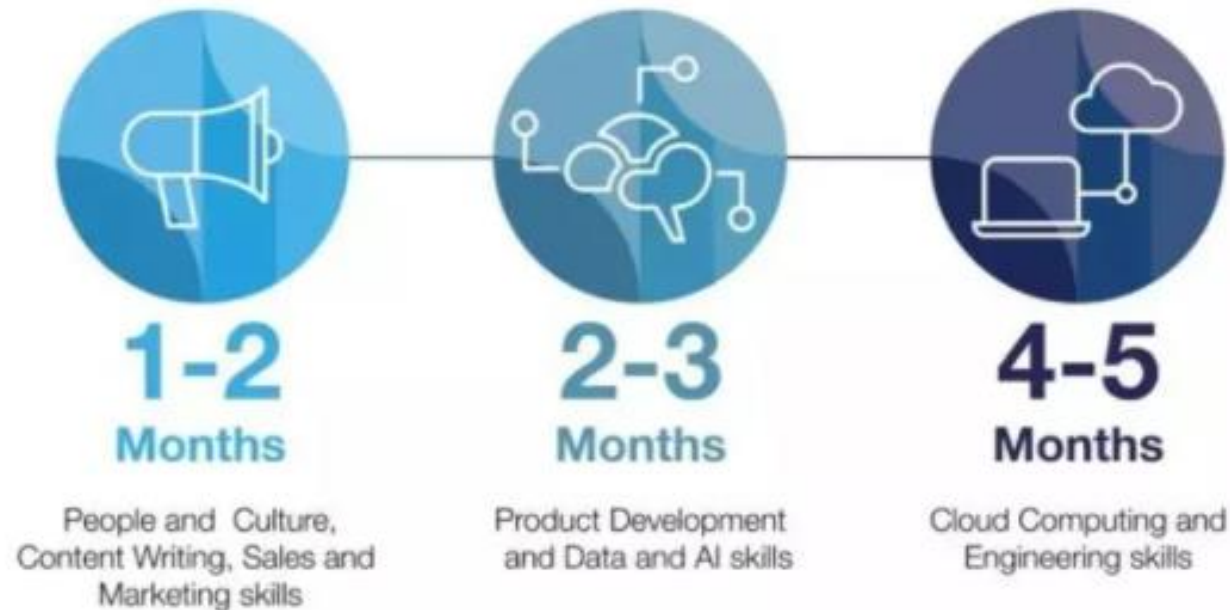 1-2
Months
People and Culture,
Content Writing, Sales and
Marketing skills
2-3
Months
Product Development
and Data and AI skills
4-5
Months
Cloud Computing and
Engineering skills